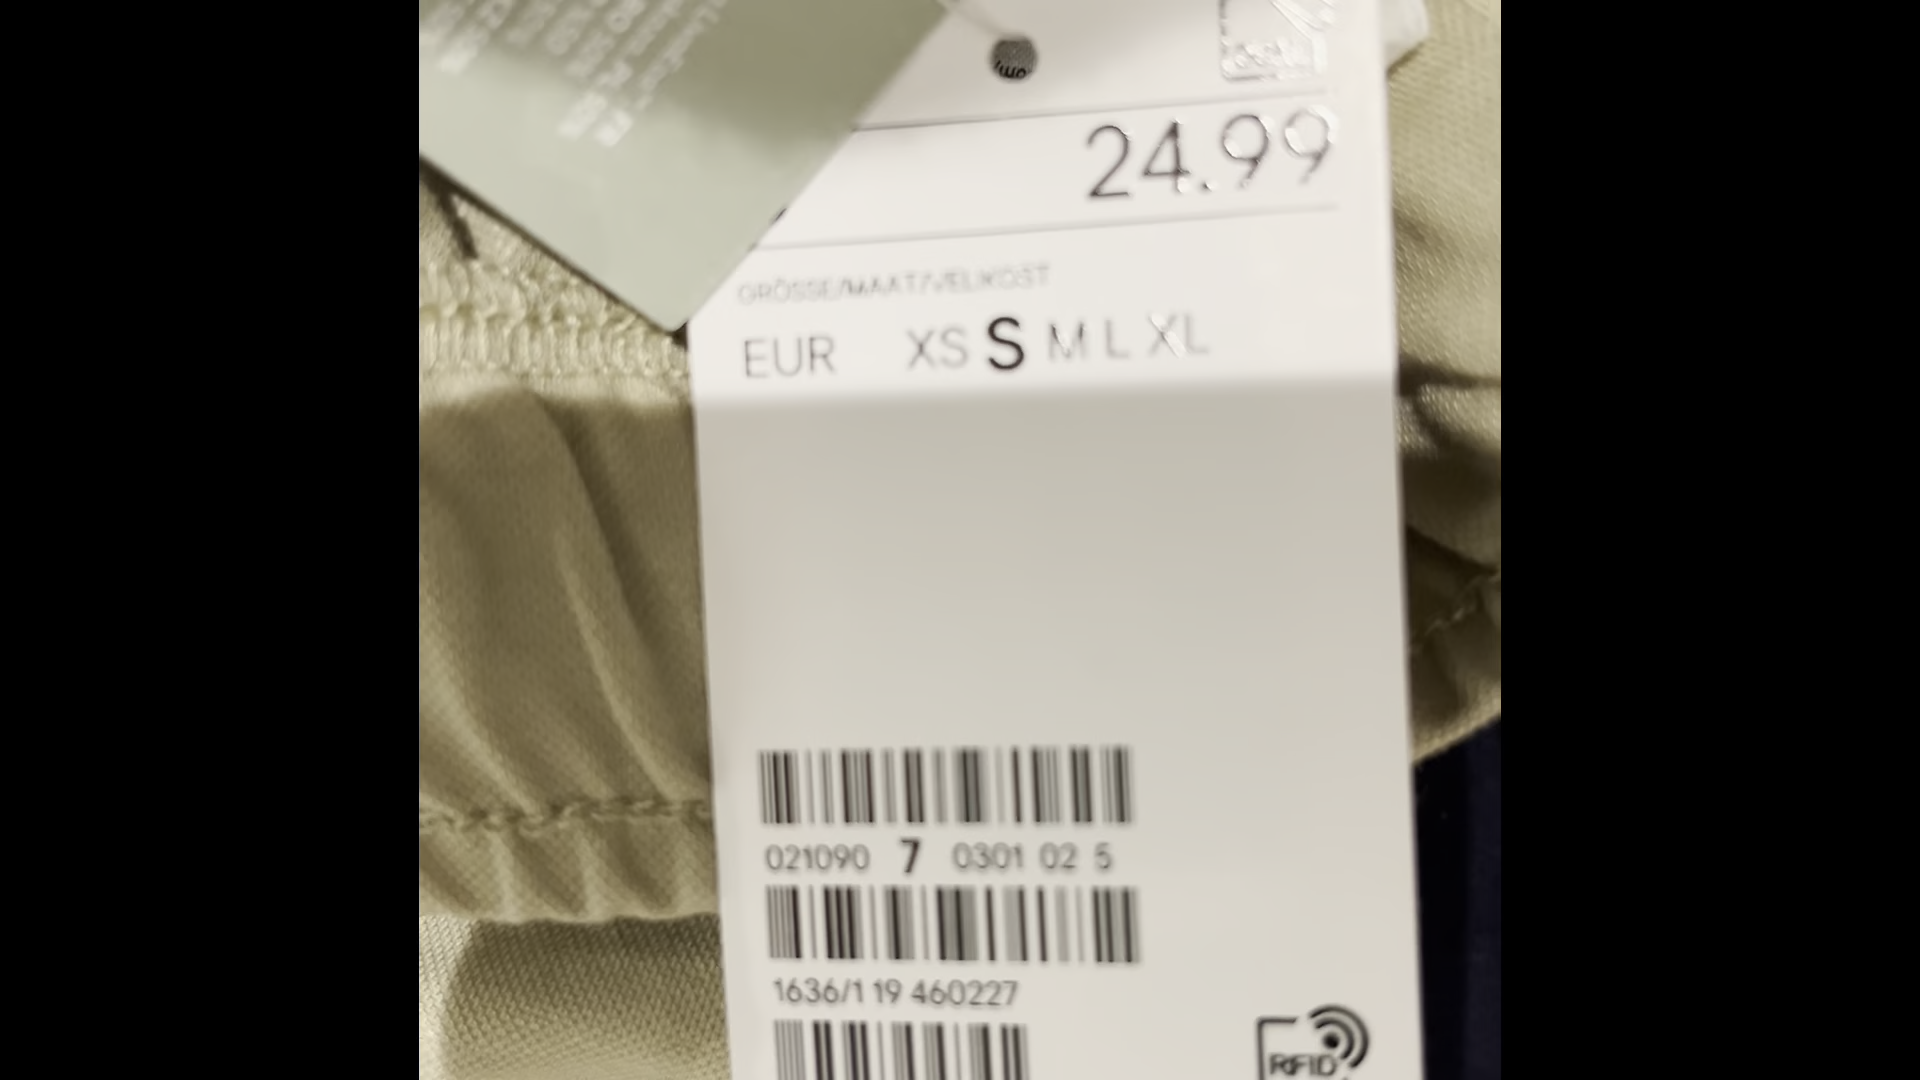 24.99
GRÖSSE/MAAT/VELIKOST
EUR XS S M L XL
021090 7 0301 02 5
1636/1 19 460227
RFID